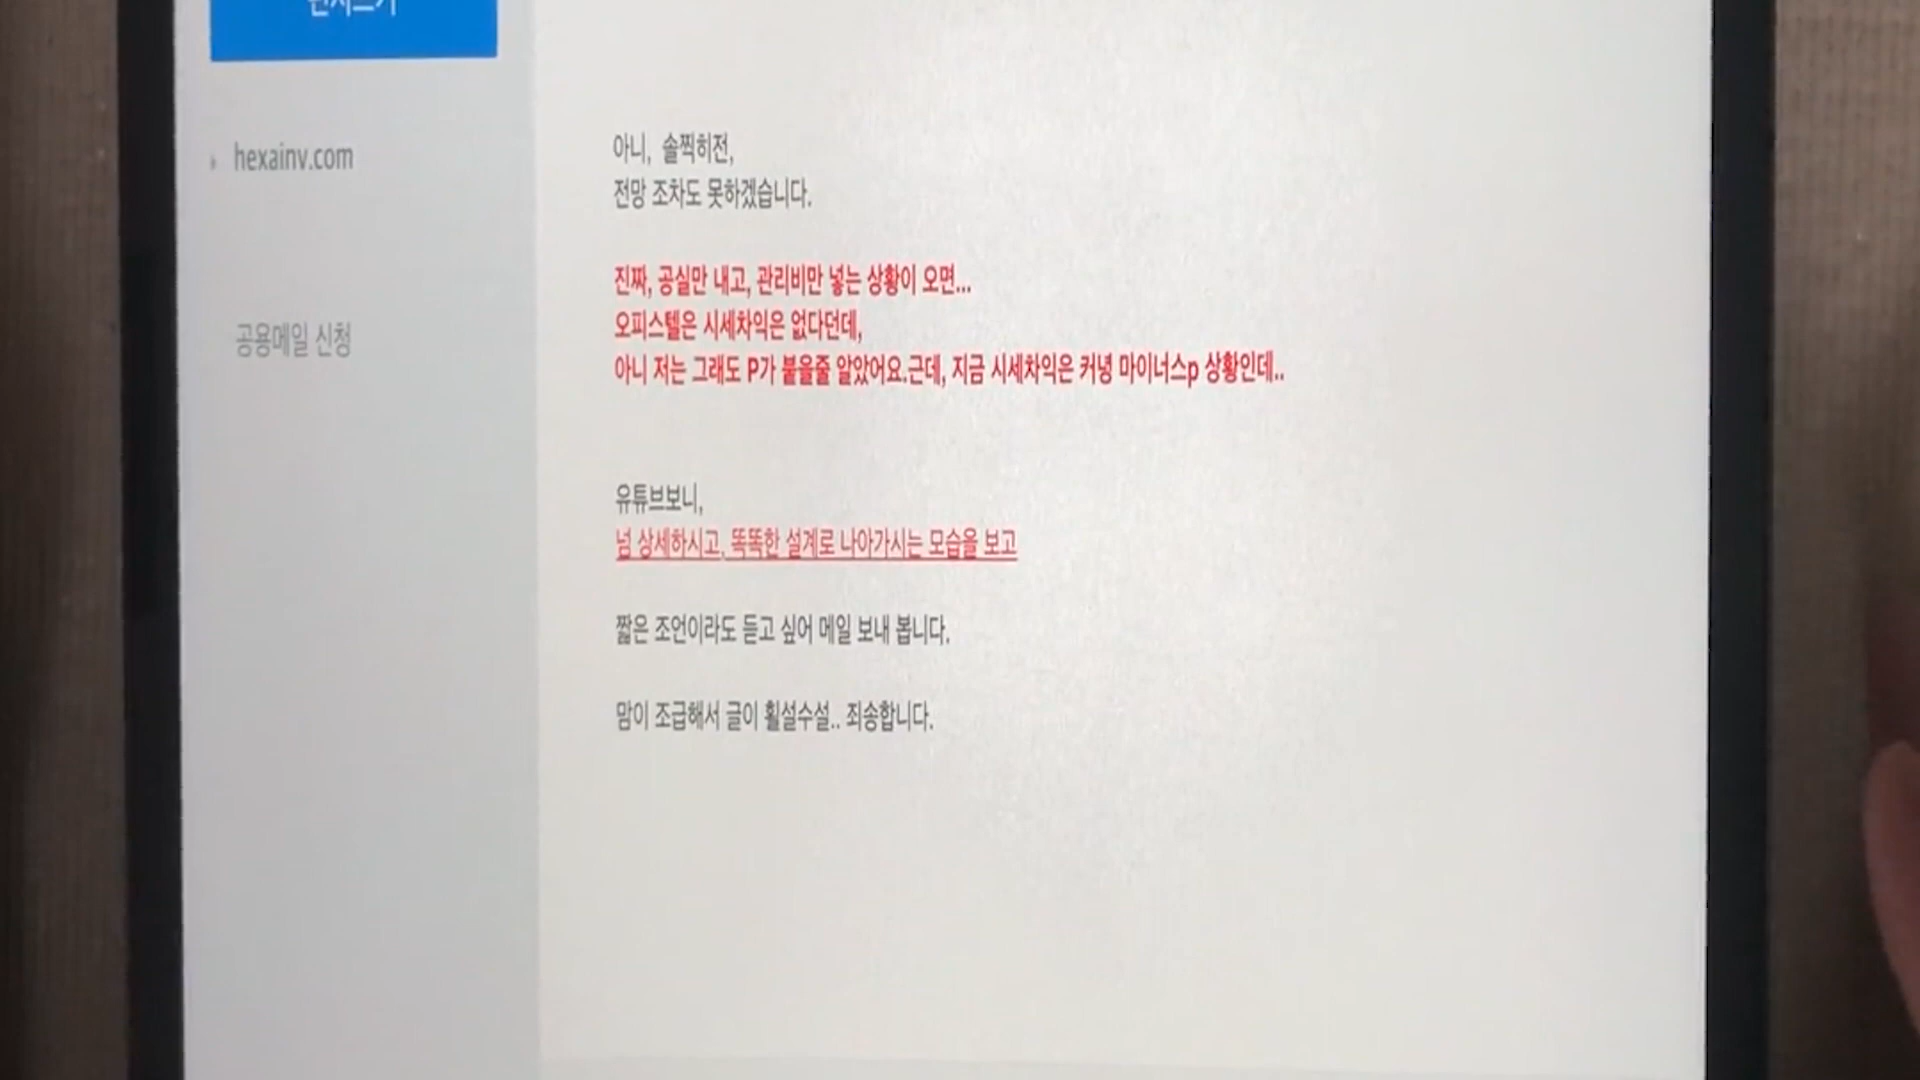 편지쓰기
hexainv.com
공용메일 신청
아니, 솔찍히전,
전망 조차도 못하겠습니다.
진짜, 공실만 내고, 관리비만 넣는 상황이 오면...
오피스텔은 시세차익은 없다던데,
아니 저는 그래도 P가 붙을줄 알았어요.근데, 지금 시세차익은 커녕 마이너스p 상황인데..
유튜브보니,
넘 상세하시고, 똑똑한 설계로 나아가시는 모습을 보고
짧은 조언이라도 듣고 싶어 메일 보내 봅니다.
맘이 조급해서 글이 횔설수설.. 죄송합니다.